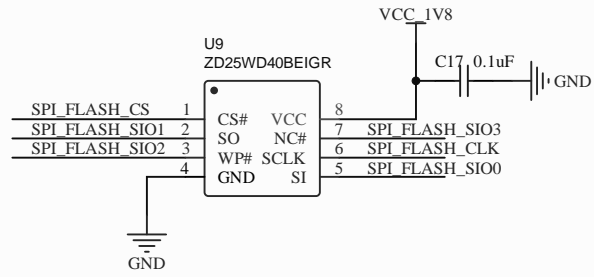 VCC_1V8
U9
ZD25WD40BEIGR
C17 0.1uF
GND
SPI_FLASH_CS 1 CS# VCC 8
SPI_FLASH_SIO1 2 SO NC# 7 SPI_FLASH_SIO3
SPI_FLASH_SIO2 3 WP# SCLK 6 SPI_FLASH_CLK
4 GND SI 5 SPI_FLASH_SIO0
GND